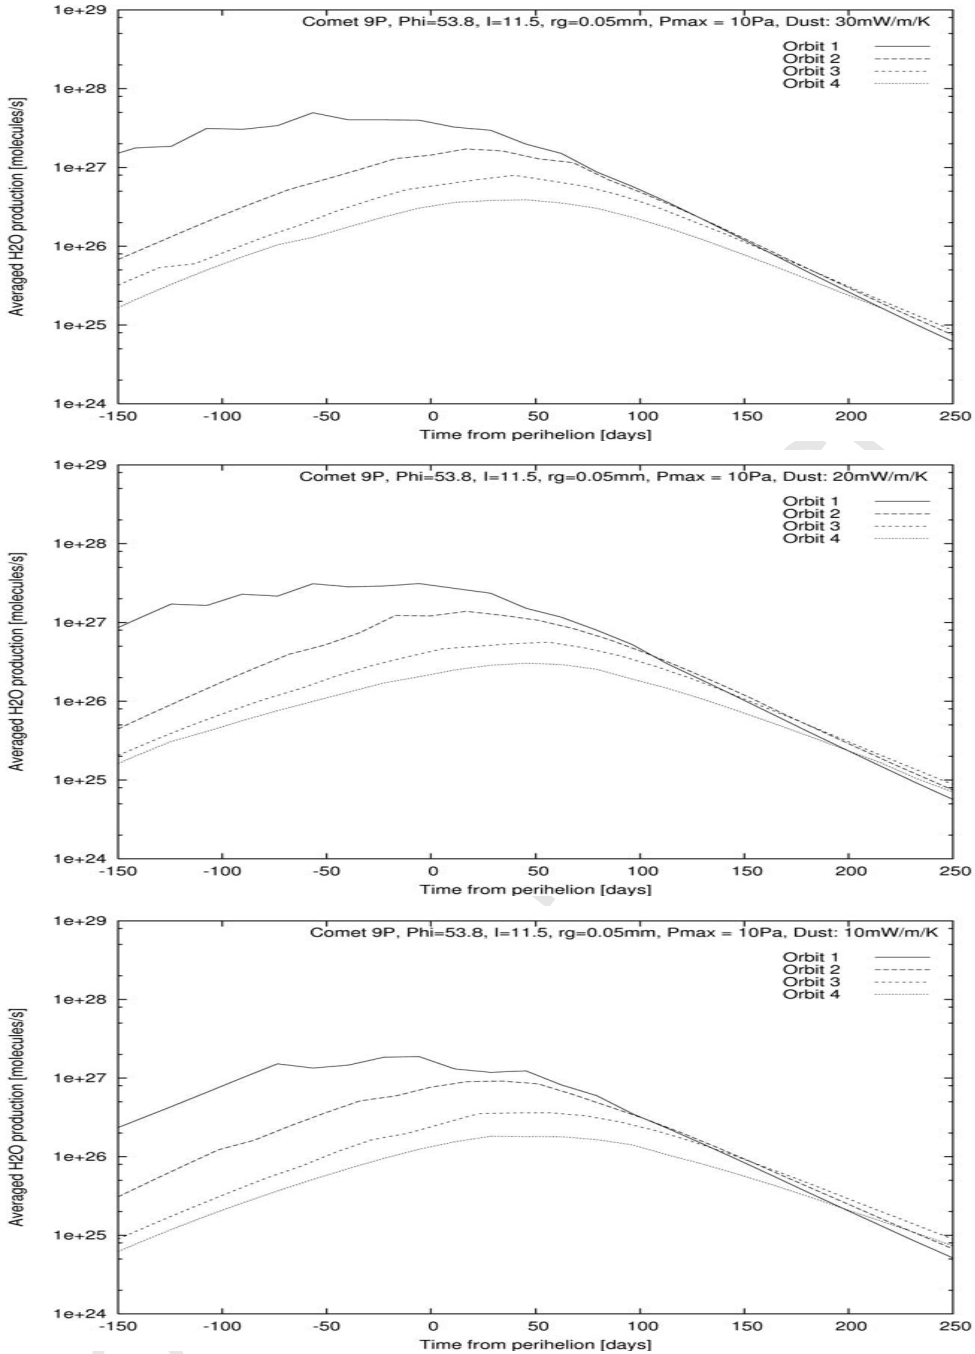 1e+29
Comet 9P, Phi=53.8, I=11.5, rg=0.05mm, Pmax = 10Pa, Dust: 30mW/m/K
Orbit 1
Orbit 2
Orbit 3
Orbit 4
1e+28
1e+27
1e+26
1e+25
1e+24
Averaged H2O production [molecules/s]
-150 -100 -50 0 50 100 150 200 250
Time from perihelion [days]
1e+29
Comet 9P, Phi=53.8, I=11.5, rg=0.05mm, Pmax = 10Pa, Dust: 20mW/m/K
Orbit 1
Orbit 2
Orbit 3
Orbit 4
1e+28
1e+27
1e+26
1e+25
1e+24
Averaged H2O production [molecules/s]
-150 -100 -50 0 50 100 150 200 250
Time from perihelion [days]
1e+29
Comet 9P, Phi=53.8, I=11.5, rg=0.05mm, Pmax = 10Pa, Dust: 10mW/m/K
Orbit 1
Orbit 2
Orbit 3
Orbit 4
1e+28
1e+27
1e+26
1e+25
1e+24
Averaged H2O production [molecules/s]
-150 -100 -50 0 50 100 150 200 250
Time from perihelion [days]